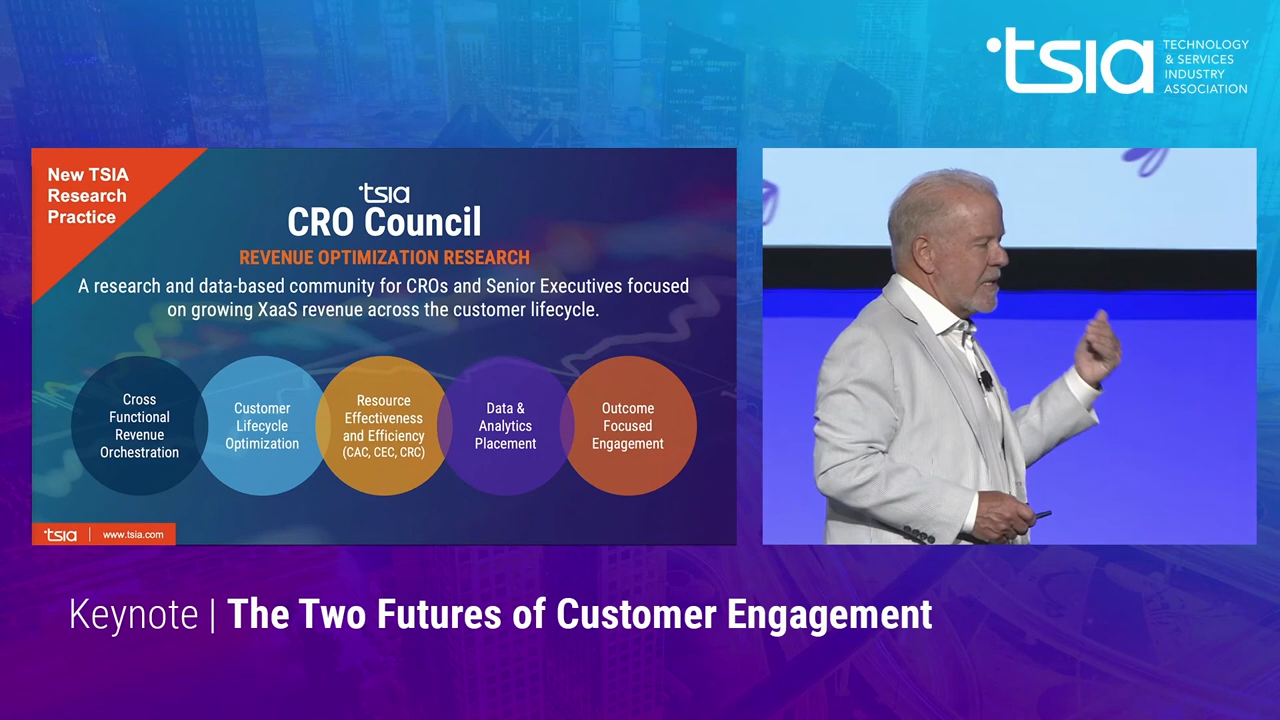 tsia
TECHNOLOGY
& SERVICES
INDUSTRY
ASSOCIATION
New TSIA
Research
Practice
tsia
CRO Council
REVENUE OPTIMIZATION RESEARCH
A research and data-based community for CROs and Senior Executives focused
on growing XaaS revenue across the customer lifecycle.
Cross
Functional
Revenue
Orchestration
Customer
Lifecycle
Optimization
Resource
Effectiveness
and Efficiency
(CAC, CEC, CRC)
Data &
Analytics
Placement
Outcome
Focused
Engagement
tsia | www.tsia.com
Keynote | The Two Futures of Customer Engagement